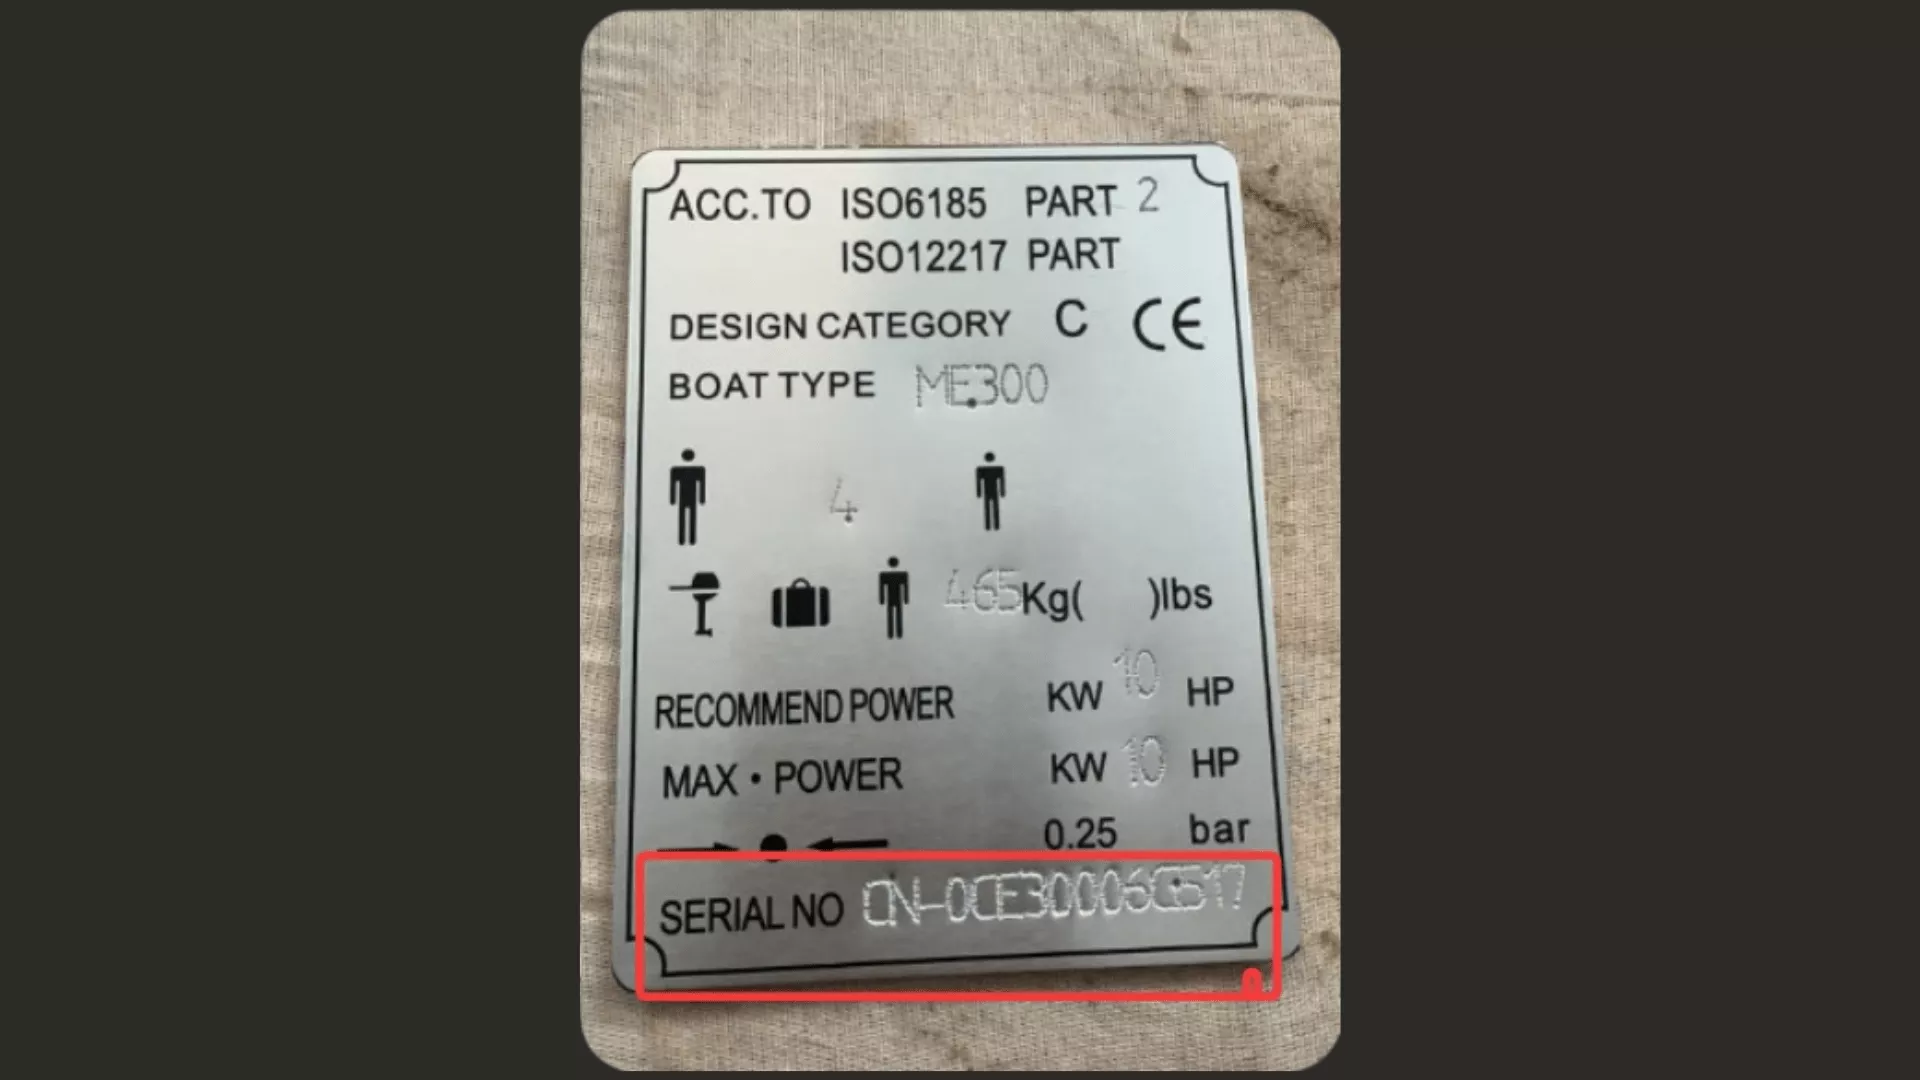 ACC.TO ISO6185 PART 2
ISO12217 PART
DESIGN CATEGORY C CE
BOAT TYPE ME300
4
465Kg( )lbs
RECOMMEND POWER KW 10 HP
MAX・POWER KW 10 HP
0.25 bar
SERIAL NO